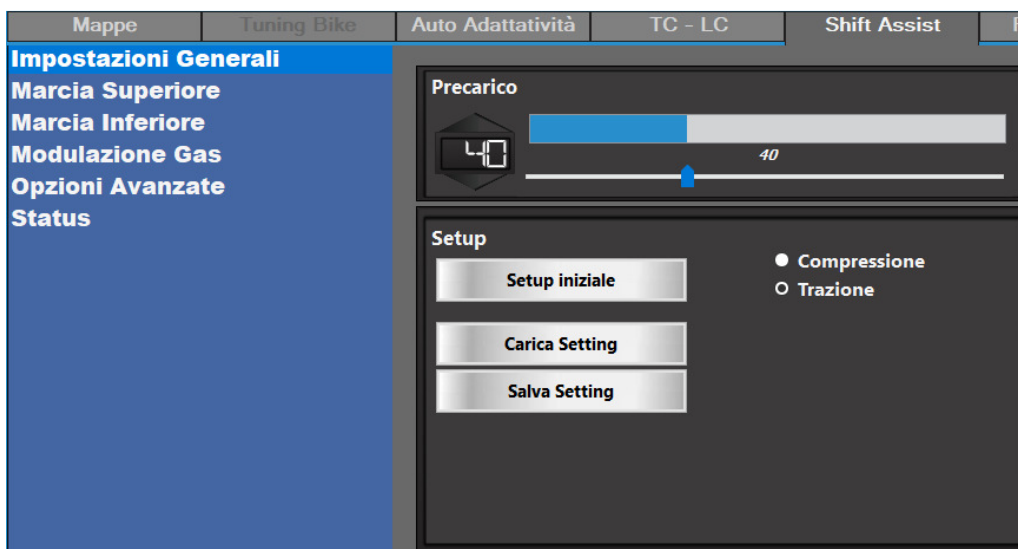 Mappe
Tuning Bike
Auto Adattatività
TC - LC
Shift Assist
Impostazioni Generali
Marcia Superiore
Marcia Inferiore
Modulazione Gas
Opzioni Avanzate
Status
Precarico
40
40
Setup
Setup iniziale
Carica Setting
Salva Setting
Compressione
Trazione